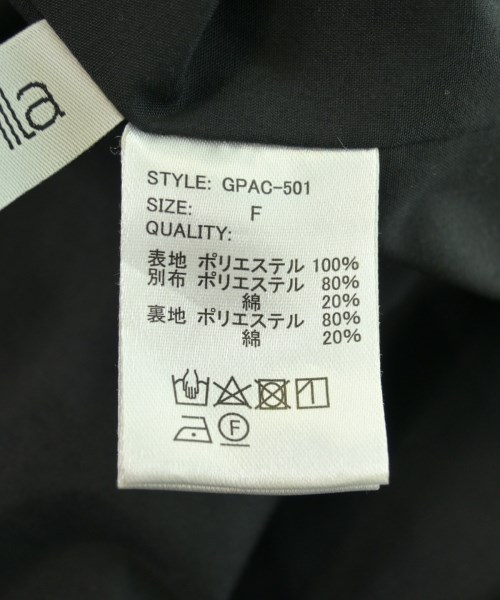 lla
STYLE: GPAC-501
SIZE: F
QUALITY:
表地 ポリエステル 100%
別布 ポリエステル 80%
綿 20%
裏地 ポリエステル 80%
綿 20%
F